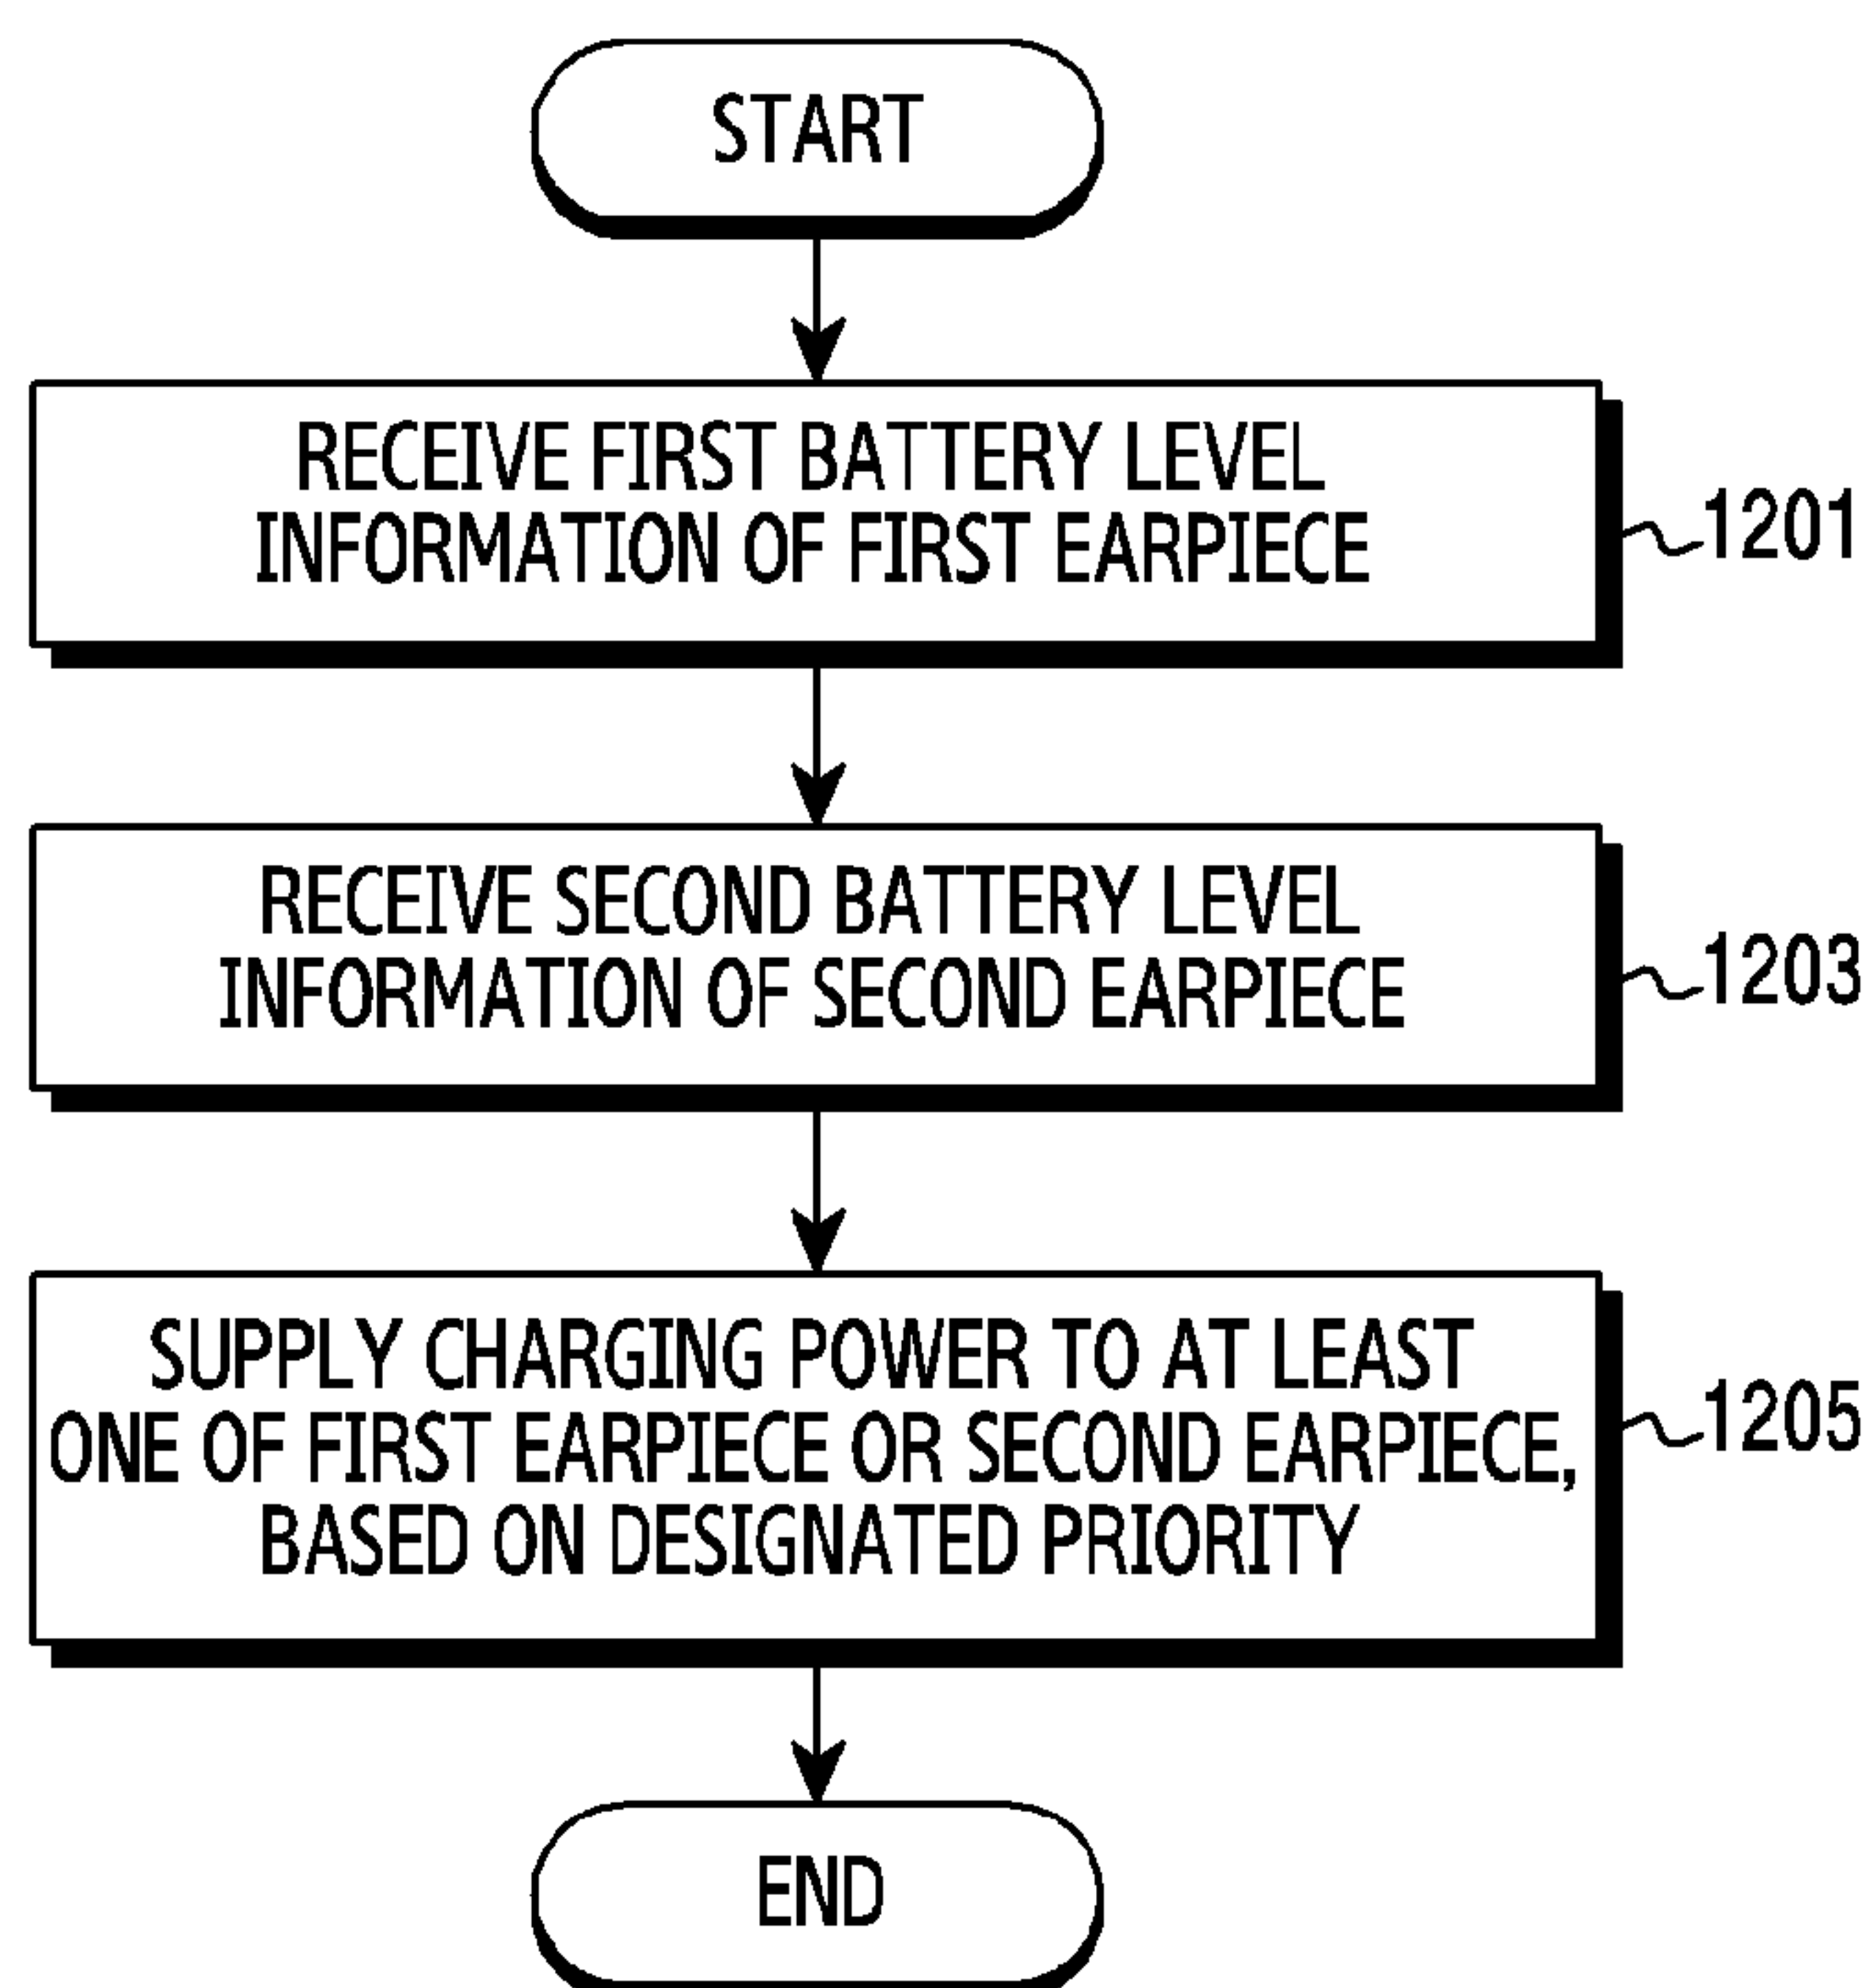 START
RECEIVE FIRST BATTERY LEVEL
INFORMATION OF FIRST EARPIECE
1201
RECEIVE SECOND BATTERY LEVEL
INFORMATION OF SECOND EARPIECE
1203
SUPPLY CHARGING POWER TO AT LEAST
ONE OF FIRST EARPIECE OR SECOND EARPIECE,
BASED ON DESIGNATED PRIORITY
1205
END